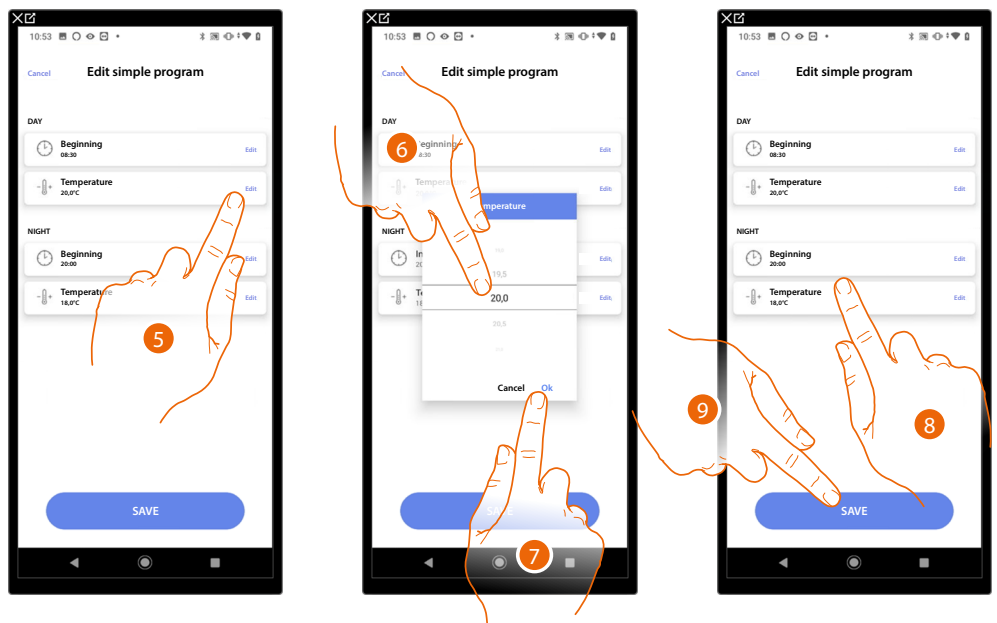 10:53
Cancel Edit simple program
DAY
Beginning
08:30
Edit
Temperature
20,0°C
Edit
NIGHT
Beginning
20:00
Edit
Temperature
18,0°C
Edit
5
SAVE
10:53
Cancel Edit simple program
DAY
6
8:30
Edit
Edit
mperature
NIGHT
19,5
Edit
20,0
Edit
20,5
Cancel Ok
7
10:53
Cancel Edit simple program
DAY
Beginning
08:30
Edit
Temperature
20,0°C
Edit
NIGHT
Beginning
20:00
Edit
Temperature
18,0°C
Edit
9
8
SAVE